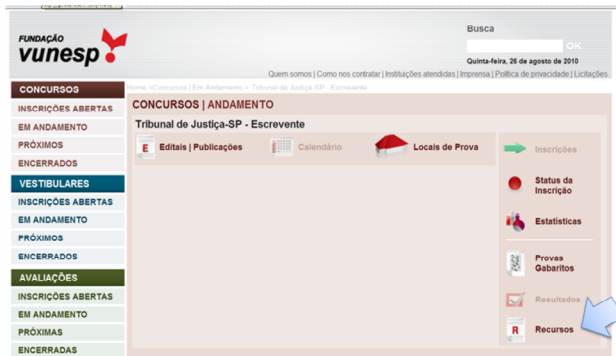 FUNDAÇÃO
vunesp
Busca
OK
Quinta-feira, 26 de agosto de 2010
Quem somos | Como nos contratar | Instituições atendidas | Imprensa | Política de privacidade | Licitações
Home >Concursos | Em Andamento > Tribunal de Justiça-SP - Escrevente
CONCURSOS
INSCRIÇÕES ABERTAS
EM ANDAMENTO
PRÓXIMOS
ENCERRADOS
VESTIBULARES
INSCRIÇÕES ABERTAS
EM ANDAMENTO
PRÓXIMOS
ENCERRADOS
AVALIAÇÕES
INSCRIÇÕES ABERTAS
EM ANDAMENTO
PRÓXIMAS
ENCERRADAS
CONCURSOS | ANDAMENTO
Tribunal de Justiça-SP - Escrevente
E Editais | Publicações
Calendário
Locais de Prova
Inscrições
Status da
Inscrição
Estatísticas
Provas
Gabaritos
Resultados
R Recursos